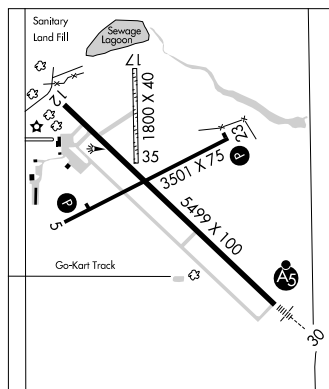 Sanitary
Land Fill
Sewage
Lagoon
17
12
1800 X 40
35
23
P
3501 X 75
P
5
5499 X 100
Go-Kart Track
A5
30